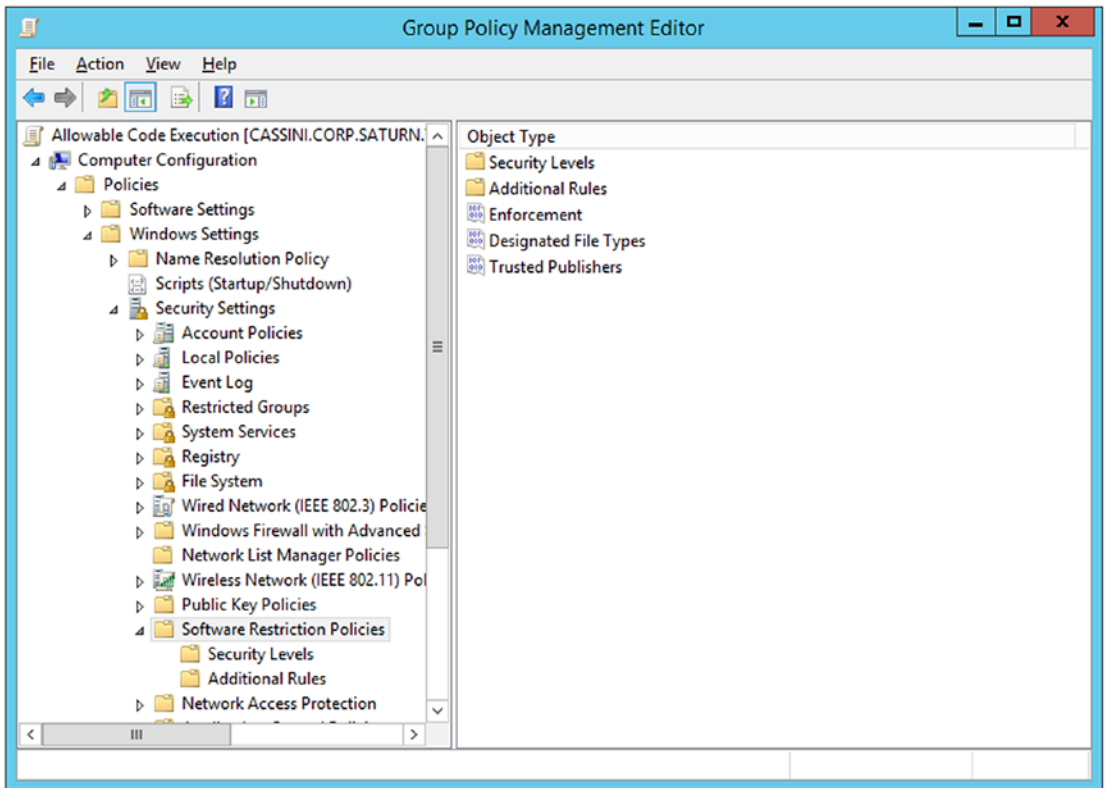 Group Policy Management Editor
File Action View Help
Allowable Code Execution [CASSINI.CORP.SATURN.
Computer Configuration
Policies
Software Settings
Windows Settings
Name Resolution Policy
Scripts (Startup/Shutdown)
Security Settings
Account Policies
Local Policies
Event Log
Restricted Groups
System Services
Registry
File System
Wired Network (IEEE 802.3) Policie
Windows Firewall with Advanced
Network List Manager Policies
Wireless Network (IEEE 802.11) Pol
Public Key Policies
Software Restriction Policies
Security Levels
Additional Rules
Network Access Protection
Object Type
Security Levels
Additional Rules
Enforcement
Designated File Types
Trusted Publishers